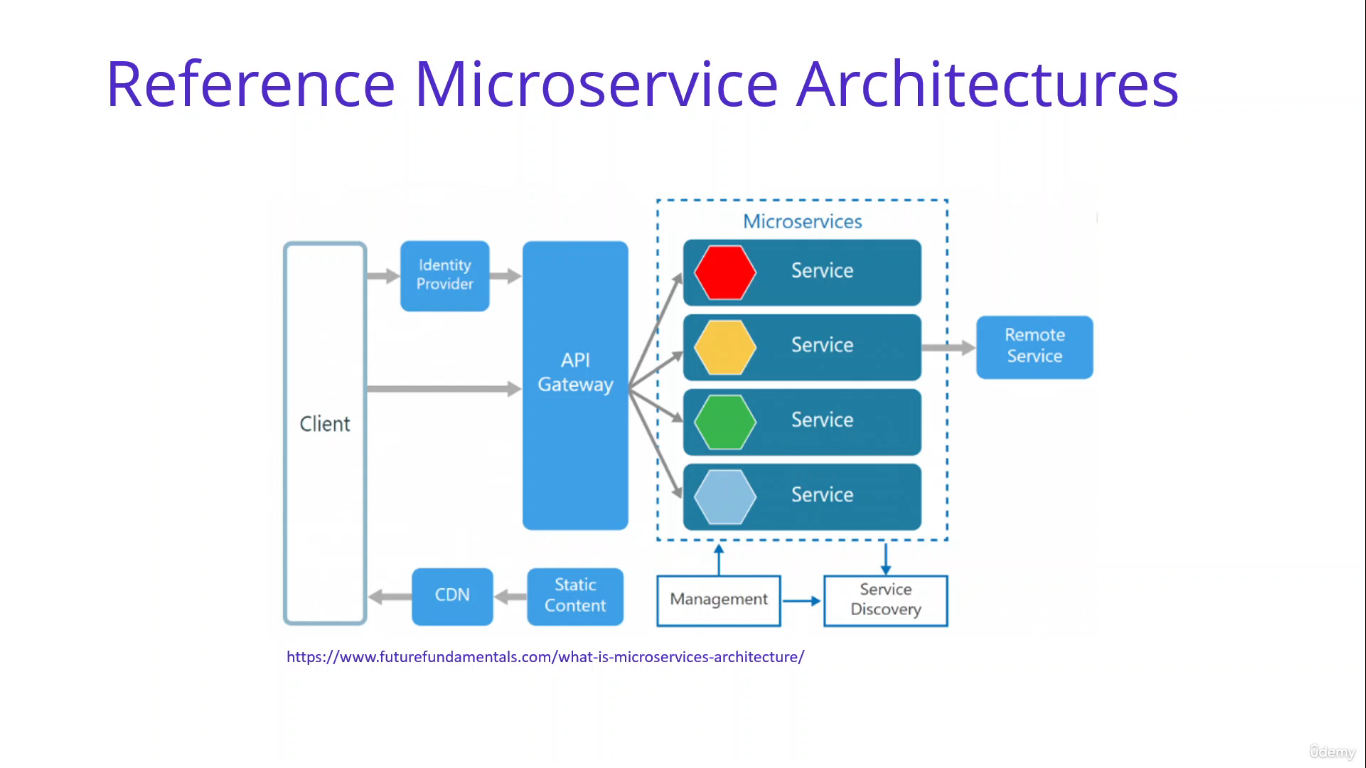 Reference Microservice Architectures
Microservices
Identity
Provider
Service
API
Gateway
Service
Remote
Service
Client
Service
Service
CDN
Static
Content
Management
Service
Discovery
https://www.futurefundamentals.com/what-is-microservices-architecture/
ûdemy